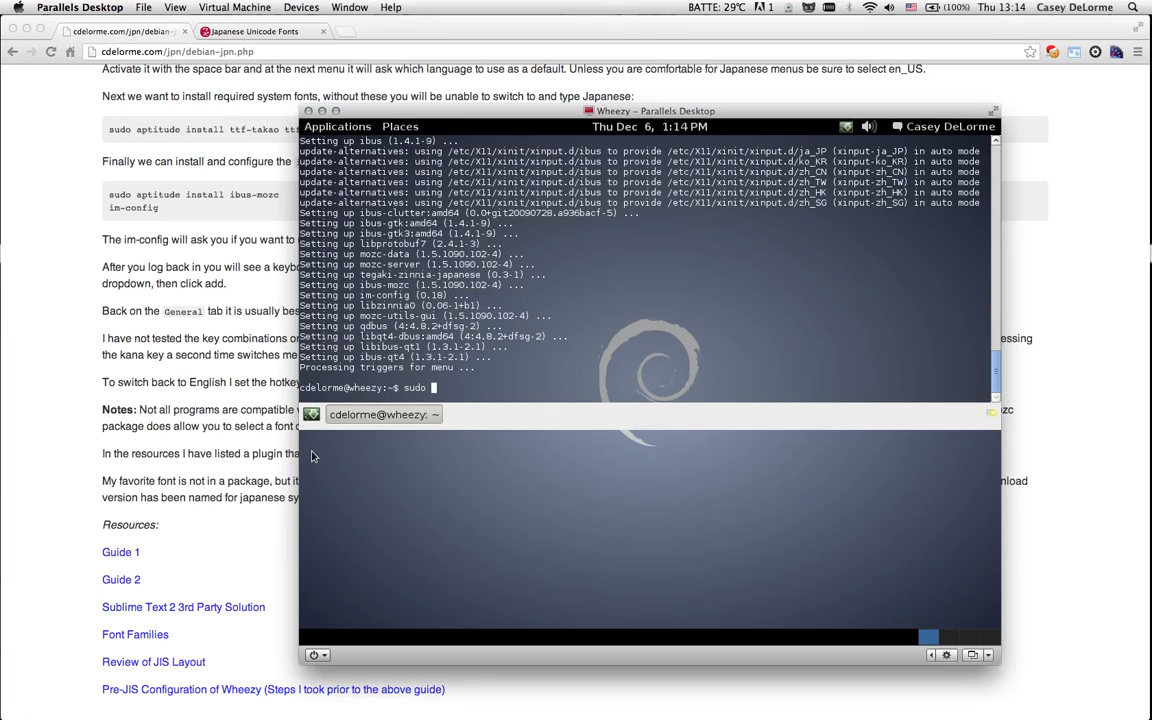 Parallels Desktop File View Virtual Machine Devices Window Help BATTE: 29°C 1 (100%) Thu 13:14 Casey DeLorme
cdelorme.com/jpn/debian- Japanese Unicode Fonts
cdelorme.com/jpn/debian-jpn.php
Activate it with the space bar and at the next menu it will ask which language to use as a default. Unless you are comfortable for Japanese menus be sure to select en_US.
Next we want to install required system fonts, without these you will be unable to switch to and type Japanese:
sudo aptitude install ttf-takao ttf
Finally we can install and configure the
sudo aptitude install ibus-mozc
im-config
The im-config will ask you if you want to
After you log back in you will see a keybo
dropdown, then click add.
Back on the General tab it is usually bes
I have not tested the key combinations or
essing
the kana key a second time switches me
To switch back to English I set the hotkey
Notes: Not all programs are compatible
ozc
package does allow you to select a font
In the resources I have listed a plugin tha
My favorite font is not in a package, but it
nload
version has been named for japanese sy
Resources:
Guide 1
Guide 2
Sublime Text 2 3rd Party Solution
Font Families
Review of JIS Layout
Pre-JIS Configuration of Wheezy (Steps I took prior to the above guide)
Wheezy - Parallels Desktop
Applications Places Thu Dec 6, 1:14 PM Casey DeLorme
Setting up ibus (1.4.1-9) ...
update-alternatives: using /etc/X11/xinit/xinput.d/ibus to provide /etc/X11/xinit/xinput.d/ja_JP (xinput-ja_JP) in auto mode
update-alternatives: using /etc/X11/xinit/xinput.d/ibus to provide /etc/X11/xinit/xinput.d/ko_KR (xinput-ko_KR) in auto mode
update-alternatives: using /etc/X11/xinit/xinput.d/ibus to provide /etc/X11/xinit/xinput.d/zh_CN (xinput-zh_CN) in auto mode
update-alternatives: using /etc/X11/xinit/xinput.d/ibus to provide /etc/X11/xinit/xinput.d/zh_TW (xinput-zh_TW) in auto mode
update-alternatives: using /etc/X11/xinit/xinput.d/ibus to provide /etc/X11/xinit/xinput.d/zh_HK (xinput-zh_HK) in auto mode
update-alternatives: using /etc/X11/xinit/xinput.d/ibus to provide /etc/X11/xinit/xinput.d/zh_SG (xinput-zh_SG) in auto mode
Setting up ibus-clutter:amd64 (0.0+git20090728.a936bacf-5) ...
Setting up ibus-gtk:amd64 (1.4.1-9) ...
Setting up ibus-gtk3:amd64 (1.4.1-9) ...
Setting up libprotobuf7 (2.4.1-3) ...
Setting up mozc-data (1.5.1090.102-4) ...
Setting up mozc-server (1.5.1090.102-4) ...
Setting up tegaki-zinnia-japanese (0.3-1) ...
Setting up ibus-mozc (1.5.1090.102-4) ...
Setting up im-config (0.18) ...
Setting up libzinnia0 (0.06-1+b1) ...
Setting up mozc-utils-gui (1.5.1090.102-4) ...
Setting up qdbus (4:4.8.2+dfsg-2) ...
Setting up libqt4-dbus:amd64 (4:4.8.2+dfsg-2) ...
Setting up libibus-qt1 (1.3.1-2.1) ...
Setting up ibus-qt4 (1.3.1-2.1) ...
Processing triggers for menu ...
cdelorme@wheezy:~$ sudo
cdelorme@wheezy: ~